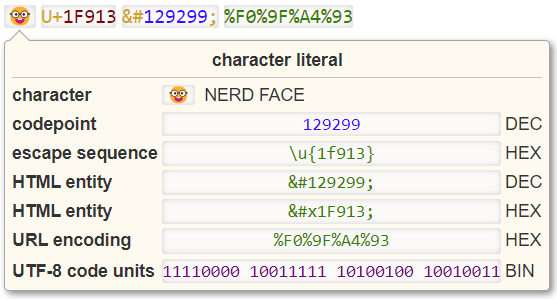 🤓 U+1F913 &#129299; %F0%9F%A4%93
character literal
character 🤓 NERD FACE
codepoint 129299 DEC
escape sequence \u{1f913} HEX
HTML entity &#129299; DEC
HTML entity &#x1F913; HEX
URL encoding %F0%9F%A4%93 HEX
UTF-8 code units 11110000 10011111 10100100 10010011 BIN